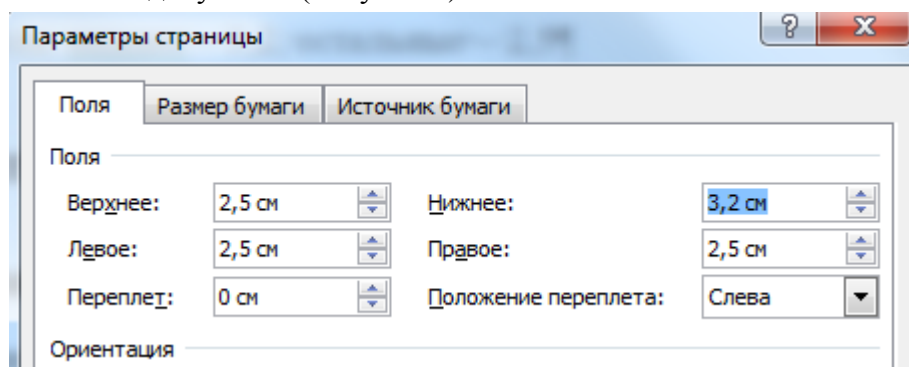 Параметры страницы
Поля Размер бумаги Источник бумаги
Поля
Верхнее: 2,5 см Нижнее: 3,2 см
Левое: 2,5 см Правое: 2,5 см
Переплет: 0 см Положение переплета: Слева
Ориентация